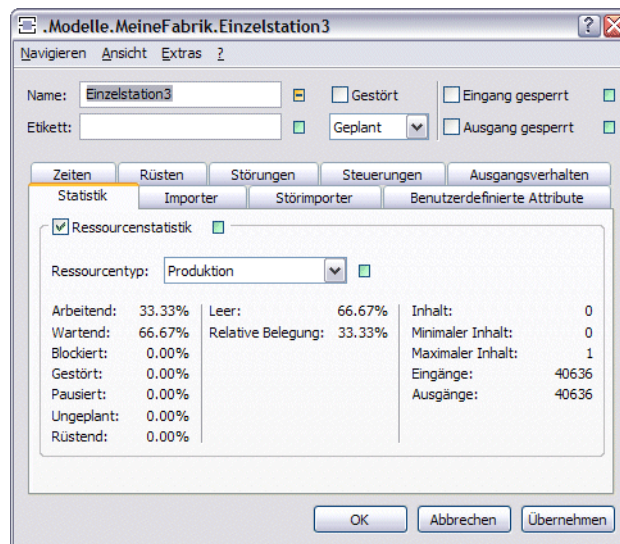 .Modelle.MeineFabrik.Einzelstation3
Navigieren Ansicht Extras ?
Name: Einzelstation3 Gestört Eingang gesperrt
Etikett: Geplant Ausgang gesperrt
Zeiten Rüsten Störungen Steuerungen Ausgangsverhalten
Statistik Importer Störimporter Benutzerdefinierte Attribute
Ressourcenstatistik
Ressourcentyp: Produktion
Arbeitend: 33.33% Leer: 66.67% Inhalt: 0
Wartend: 66.67% Relative Belegung: 33.33% Minimaler Inhalt: 0
Blockiert: 0.00% Maximaler Inhalt: 1
Gestört: 0.00% Eingänge: 40636
Pausiert: 0.00% Ausgänge: 40636
Ungeplant: 0.00%
Rüstend: 0.00%
OK Abbrechen Übernehmen